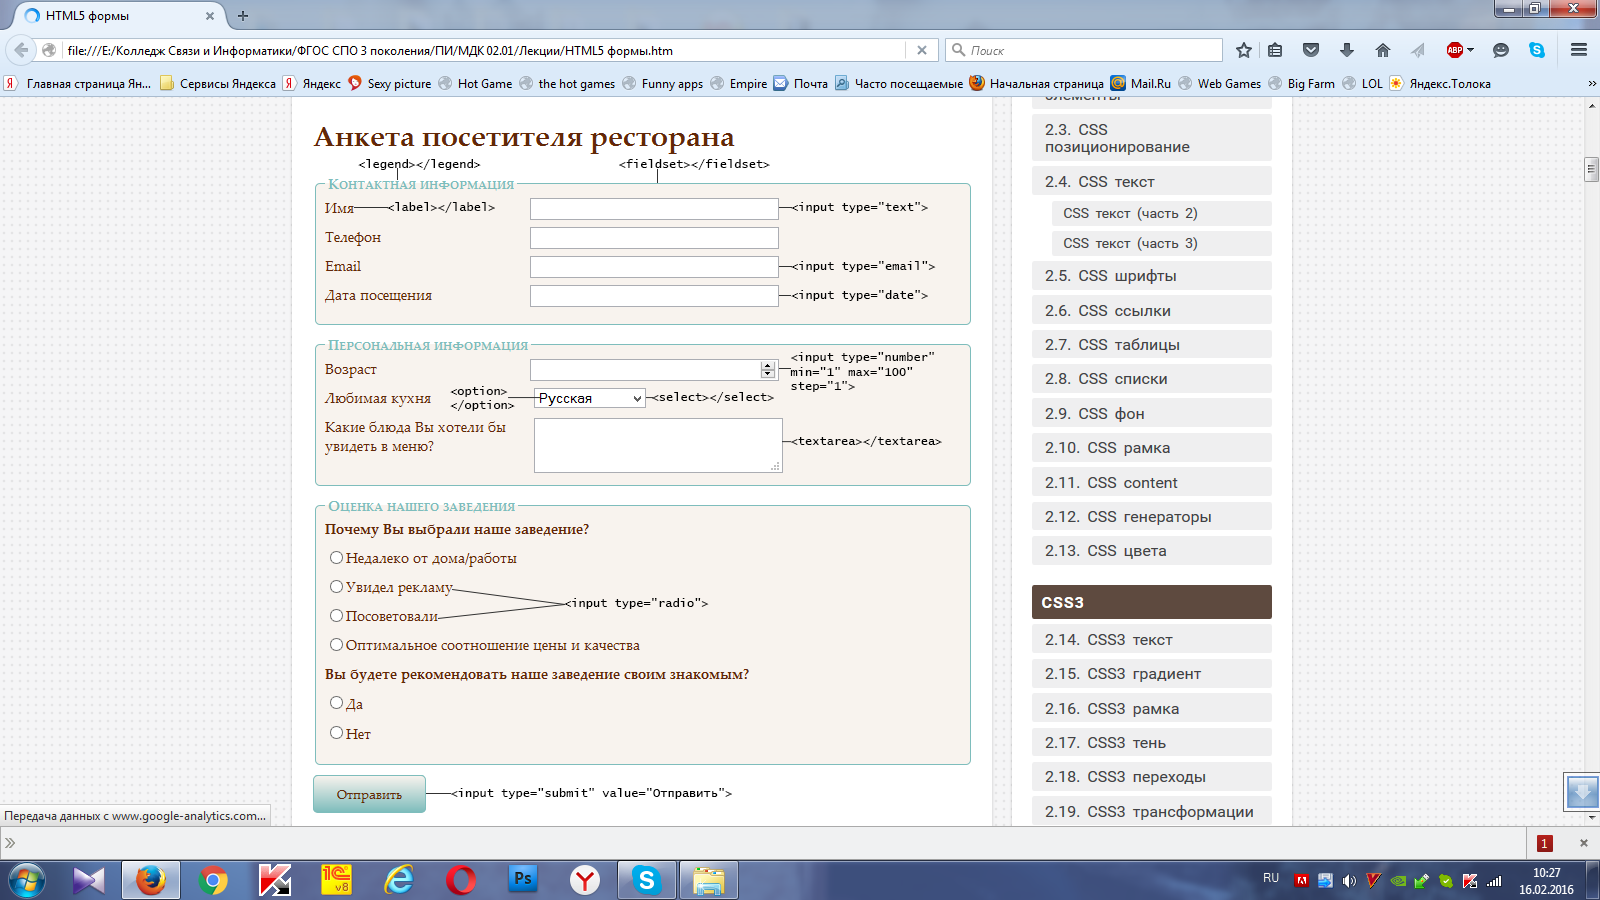 HTML5 формы
file:///E:/Колледж Связи и Информатики/ФГОС СПО 3 поколения/ПИ/МДК 02.01/Лекции/HTML5 формы.htm
Поиск
ABP
Главная страница Ян...
Сервисы Яндекса
Яндекс
Sexy picture
Hot Game
the hot games
Funny apps
Empire
Почта
Часто посещаемые
Начальная страница
Mail.Ru
Web Games
Big Farm
LOL
Яндекс.Толока
Анкета посетителя ресторана
<legend></legend>
<fieldset></fieldset>
Контактная информация
Имя
<label></label>
<input type="text">
Телефон
Email
<input type="email">
Дата посещения
<input type="date">
Персональная информация
Возраст
<input type="number"
min="1" max="100"
step="1">
Любимая кухня
<option>
</option>
Русская
<select></select>
Какие блюда Вы хотели бы
увидеть в меню?
<textarea></textarea>
Оценка нашего заведения
Почему Вы выбрали наше заведение?
Недалеко от дома/работы
Увидел рекламу
<input type="radio">
Посоветовали
Оптимальное соотношение цены и качества
Вы будете рекомендовать наше заведение своим знакомым?
Да
Нет
Отправить
<input type="submit" value="Отправить">
элементы
2.3. CSS
позиционирование
2.4. CSS текст
CSS текст (часть 2)
CSS текст (часть 3)
2.5. CSS шрифты
2.6. CSS ссылки
2.7. CSS таблицы
2.8. CSS списки
2.9. CSS фон
2.10. CSS рамка
2.11. CSS content
2.12. CSS генераторы
2.13. CSS цвета
CSS3
2.14. CSS3 текст
2.15. CSS3 градиент
2.16. CSS3 рамка
2.17. CSS3 тень
2.18. CSS3 переходы
2.19. CSS3 трансформации
Передача данных с www.google-analytics.com...
1
1C
v8
Ps
RU
10:27
16.02.2016